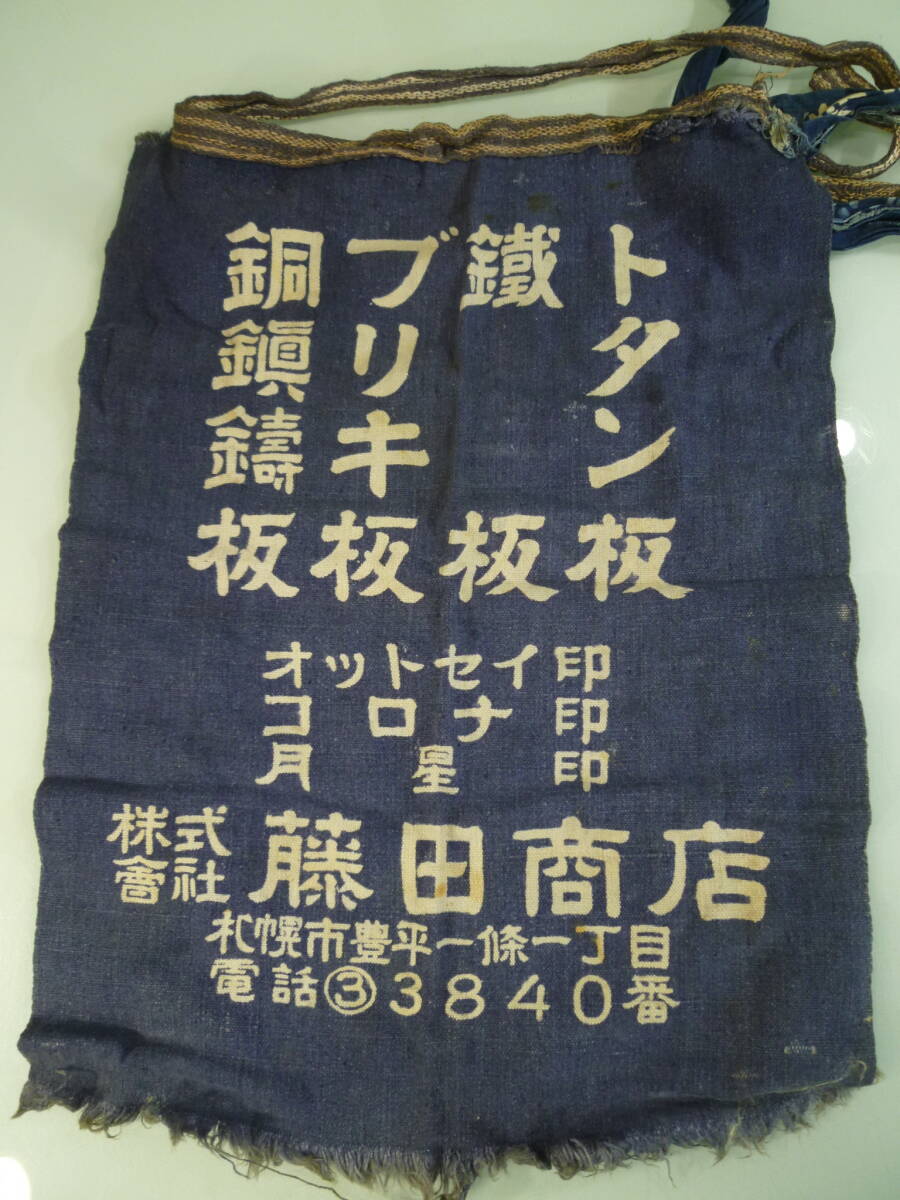 トタン板
鐵板
ブリキ板
銅鎭鑄板
オットセイ印
コロナ印
月星印
株式會社 藤田商店
札幌市豊平一條一丁目
電話③3840番